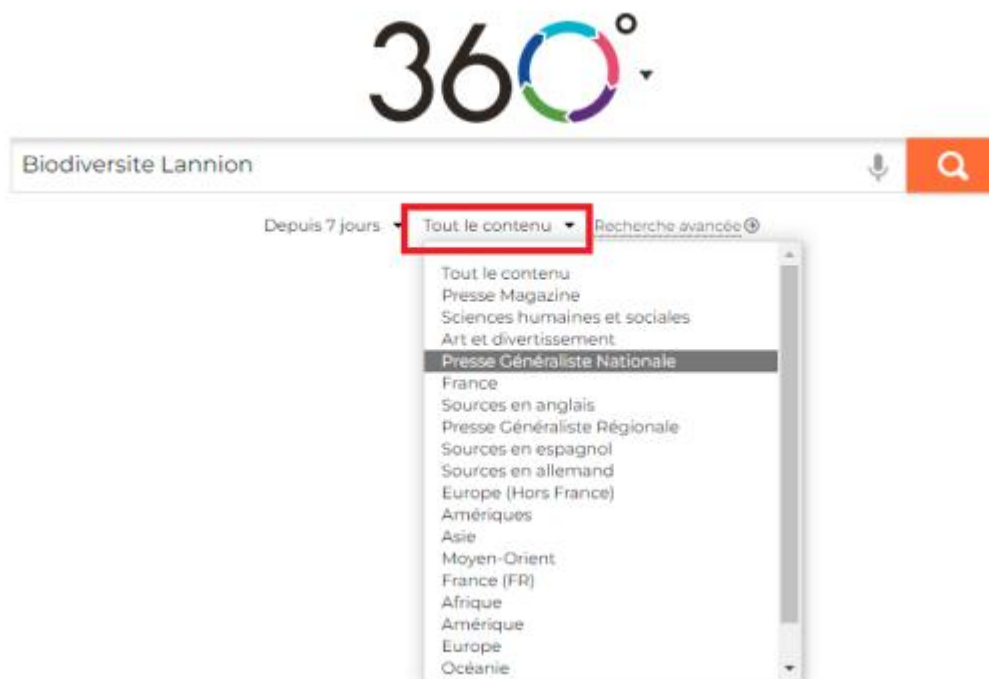 360°
Biodiversite Lannion
Depuis 7 jours Tout le contenu Recherche avancée
Tout le contenu
Presse Magazine
Sciences humaines et sociales
Art et divertissement
Presse Généraliste Nationale
France
Sources en anglais
Presse Généraliste Régionale
Sources en espagnol
Sources en allemand
Europe (Hors France)
Amériques
Asie
Moyen-Orient
France (FR)
Afrique
Amérique
Europe
Océanie